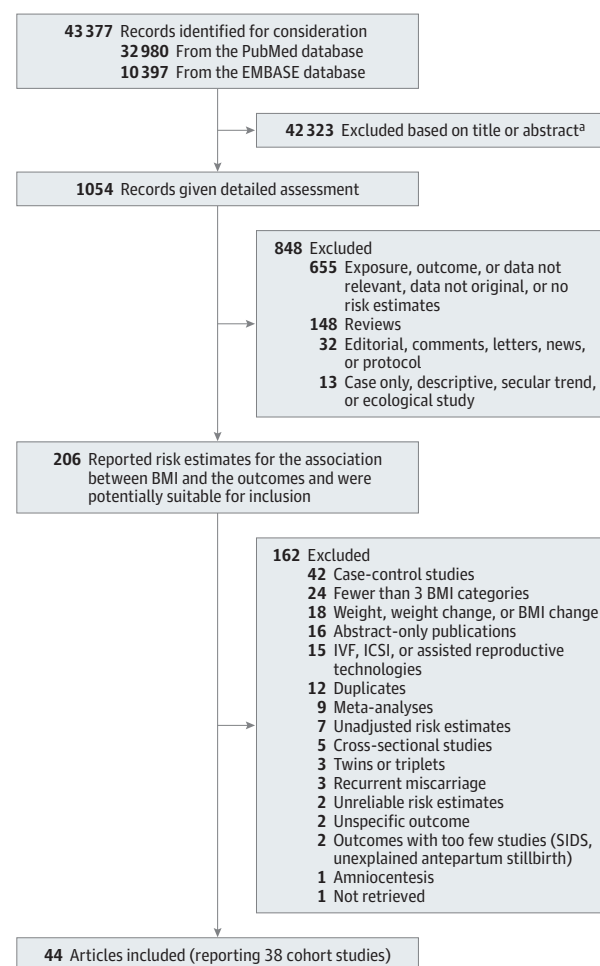 43 377 Records identified for consideration
32 980 From the PubMed database
10 397 From the EMBASE database
42 323 Excluded based on title or abstracta
1054 Records given detailed assessment
848 Excluded
655 Exposure, outcome, or data not
relevant, data not original, or no
risk estimates
148 Reviews
32 Editorial, comments, letters, news,
or protocol
13 Case only, descriptive, secular trend,
or ecological study
206 Reported risk estimates for the association
between BMI and the outcomes and were
potentially suitable for inclusion
162 Excluded
42 Case-control studies
24 Fewer than 3 BMI categories
18 Weight, weight change, or BMI change
16 Abstract-only publications
15 IVF, ICSI, or assisted reproductive
technologies
12 Duplicates
9 Meta-analyses
7 Unadjusted risk estimates
5 Cross-sectional studies
3 Twins or triplets
3 Recurrent miscarriage
2 Unreliable risk estimates
2 Unspecific outcome
2 Outcomes with too few studies (SIDS,
unexplained antepartum stillbirth)
1 Amniocentesis
1 Not retrieved
44 Articles included (reporting 38 cohort studies)